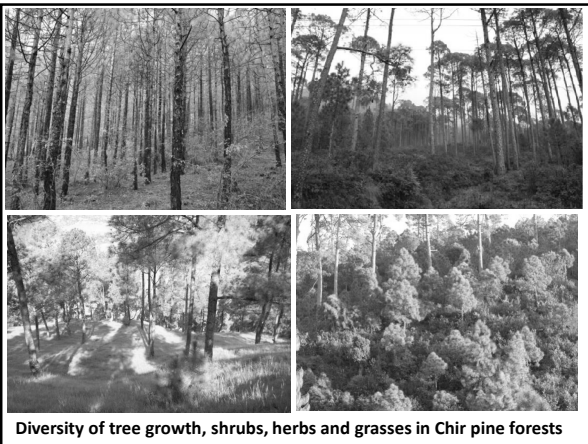 Diversity of tree growth, shrubs, herbs and grasses in Chir pine forests